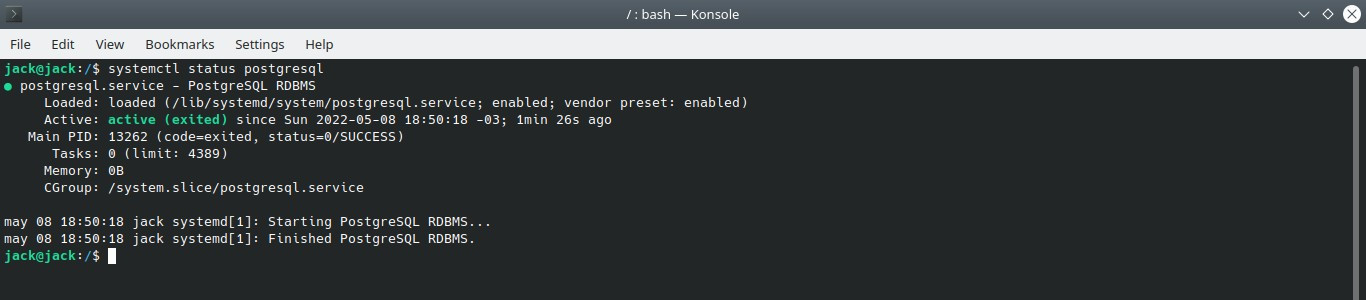 / : bash — Konsole
File Edit View Bookmarks Settings Help
jack@jack:/$ systemctl status postgresql
● postgresql.service - PostgreSQL RDBMS
Loaded: loaded (/lib/systemd/system/postgresql.service; enabled; vendor preset: enabled)
Active: active (exited) since Sun 2022-05-08 18:50:18 -03; 1min 26s ago
Main PID: 13262 (code=exited, status=0/SUCCESS)
Tasks: 0 (limit: 4389)
Memory: 0B
CGroup: /system.slice/postgresql.service
may 08 18:50:18 jack systemd[1]: Starting PostgreSQL RDBMS...
may 08 18:50:18 jack systemd[1]: Finished PostgreSQL RDBMS.
jack@jack:/$